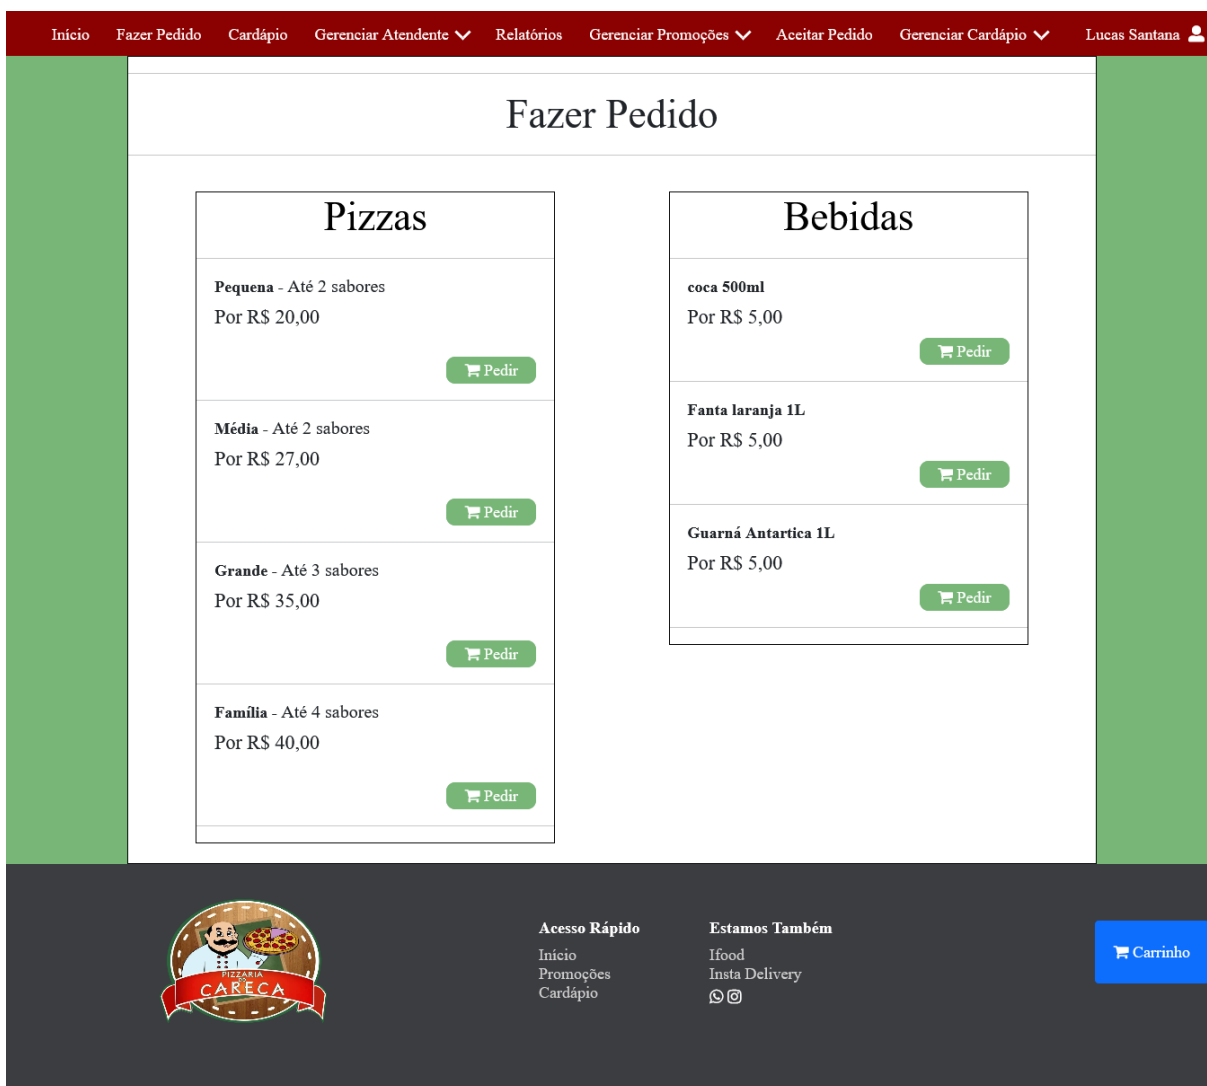 Início Fazer Pedido Cardápio Gerenciar Atendente Relatórios Gerenciar Promoções Aceitar Pedido Gerenciar Cardápio Lucas Santana
Fazer Pedido
Pizzas
Pequena - Até 2 sabores
Por R$ 20,00
Pedir
Média - Até 2 sabores
Por R$ 27,00
Pedir
Grande - Até 3 sabores
Por R$ 35,00
Pedir
Família - Até 4 sabores
Por R$ 40,00
Pedir
Bebidas
coca 500ml
Por R$ 5,00
Pedir
Fanta laranja 1L
Por R$ 5,00
Pedir
Guarná Antartica 1L
Por R$ 5,00
Pedir
PIZZARIA
DO
CARECA
Acesso Rápido
Início
Promoções
Cardápio
Estamos Também
Ifood
Insta Delivery
Carrinho